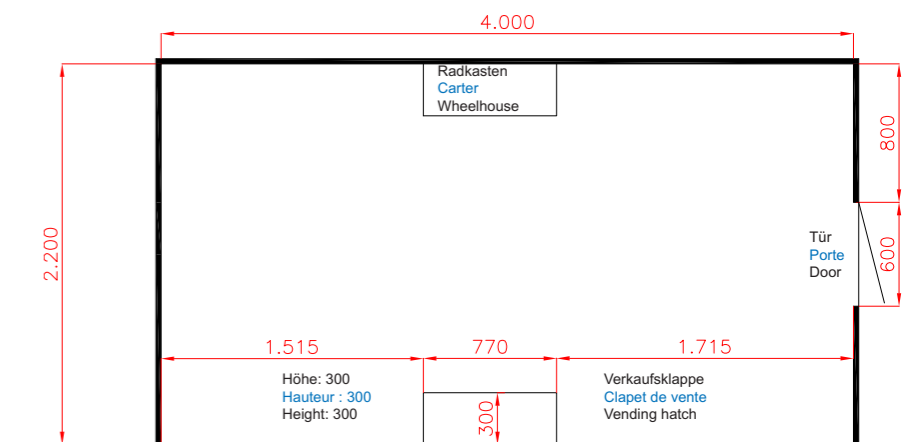 4.000
Radkasten
Carter
Wheelhouse
800
2.200
Tür
Porte
Door
600
1.515
770
1.715
Höhe: 300
Hauteur : 300
Height: 300
300
Verkaufsklappe
Clapet de vente
Vending hatch